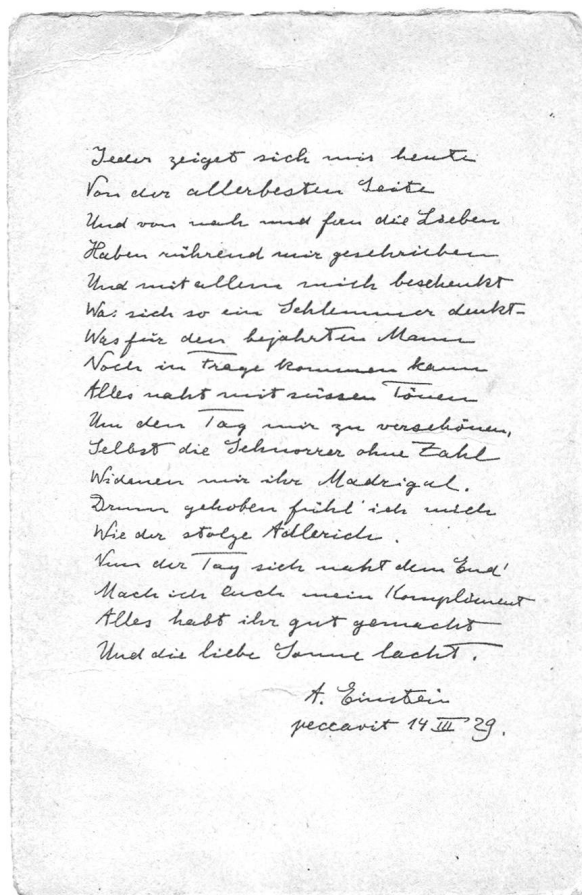 Jeder zeiget sich mir heute
Von der allerbesten Seite
Und von nah und fern die Lieben
Haben rührend mir geschrieben
Und mit allem mich beschenkt
Was sich so ein Schlemmer denkt –
Was für den bejahrten Mann
Noch in Frage kommen kann
Alles naht mit süssen Tönen
Um den Tag mir zu verschönen,
Selbst die Schnorrer ohne Zahl
Widmen mir ihr Madrigal.
Drum gehoben fühl' ich mich
Wie der stolze Adlerich.
Nun der Tag sich naht dem End'
Mach ich euch mein Kompliment
Alles habt ihr gut gemacht
Und die liebe Sonne lacht.
A. Einstein
peccavit 14 III 29.